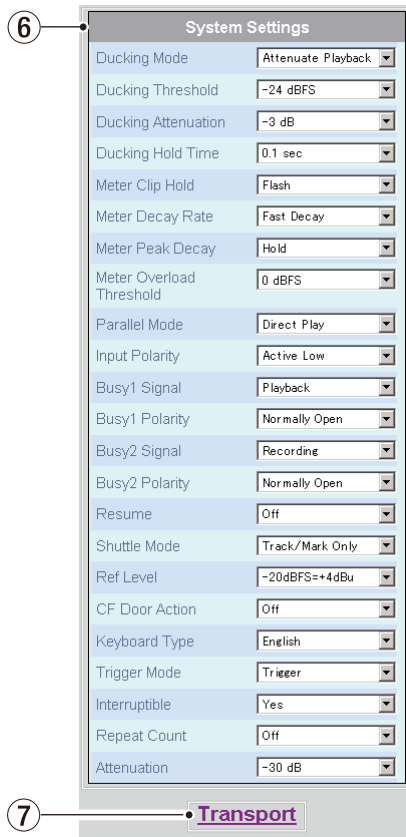 ⑥
System Settings
Ducking Mode Attenuate Playback
Ducking Threshold -24 dBFS
Ducking Attenuation -3 dB
Ducking Hold Time 0.1 sec
Meter Clip Hold Flash
Meter Decay Rate Fast Decay
Meter Peak Decay Hold
Meter Overload
Threshold 0 dBFS
Parallel Mode Direct Play
Input Polarity Active Low
Busy1 Signal Playback
Busy1 Polarity Normally Open
Busy2 Signal Recording
Busy2 Polarity Normally Open
Resume Off
Shuttle Mode Track/Mark Only
Ref Level -20dBFS=+4dBu
CF Door Action Off
Keyboard Type English
Trigger Mode Trigger
Interruptible Yes
Repeat Count Off
Attenuation -30 dB
⑦ Transport